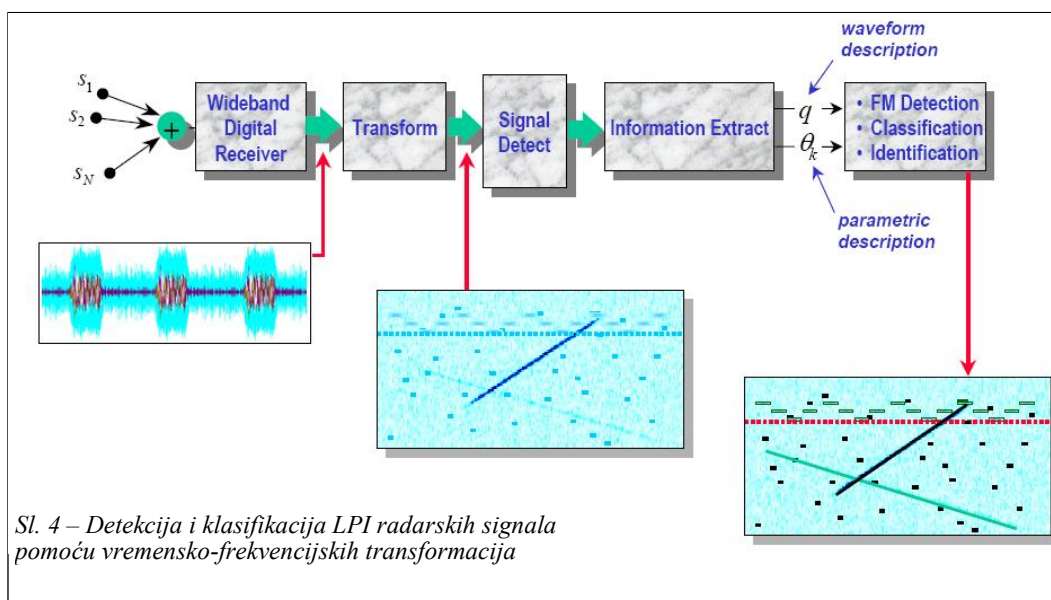 waveform
description
s1
s2
sN
+
Wideband
Digital
Receiver
Transform
Signal
Detect
Information Extract
q
θk
• FM Detection
• Classification
• Identification
parametric
description
Sl. 4 – Detekcija i klasifikacija LPI radarskih signala
pomoću vremensko-frekvencijskih transformacija